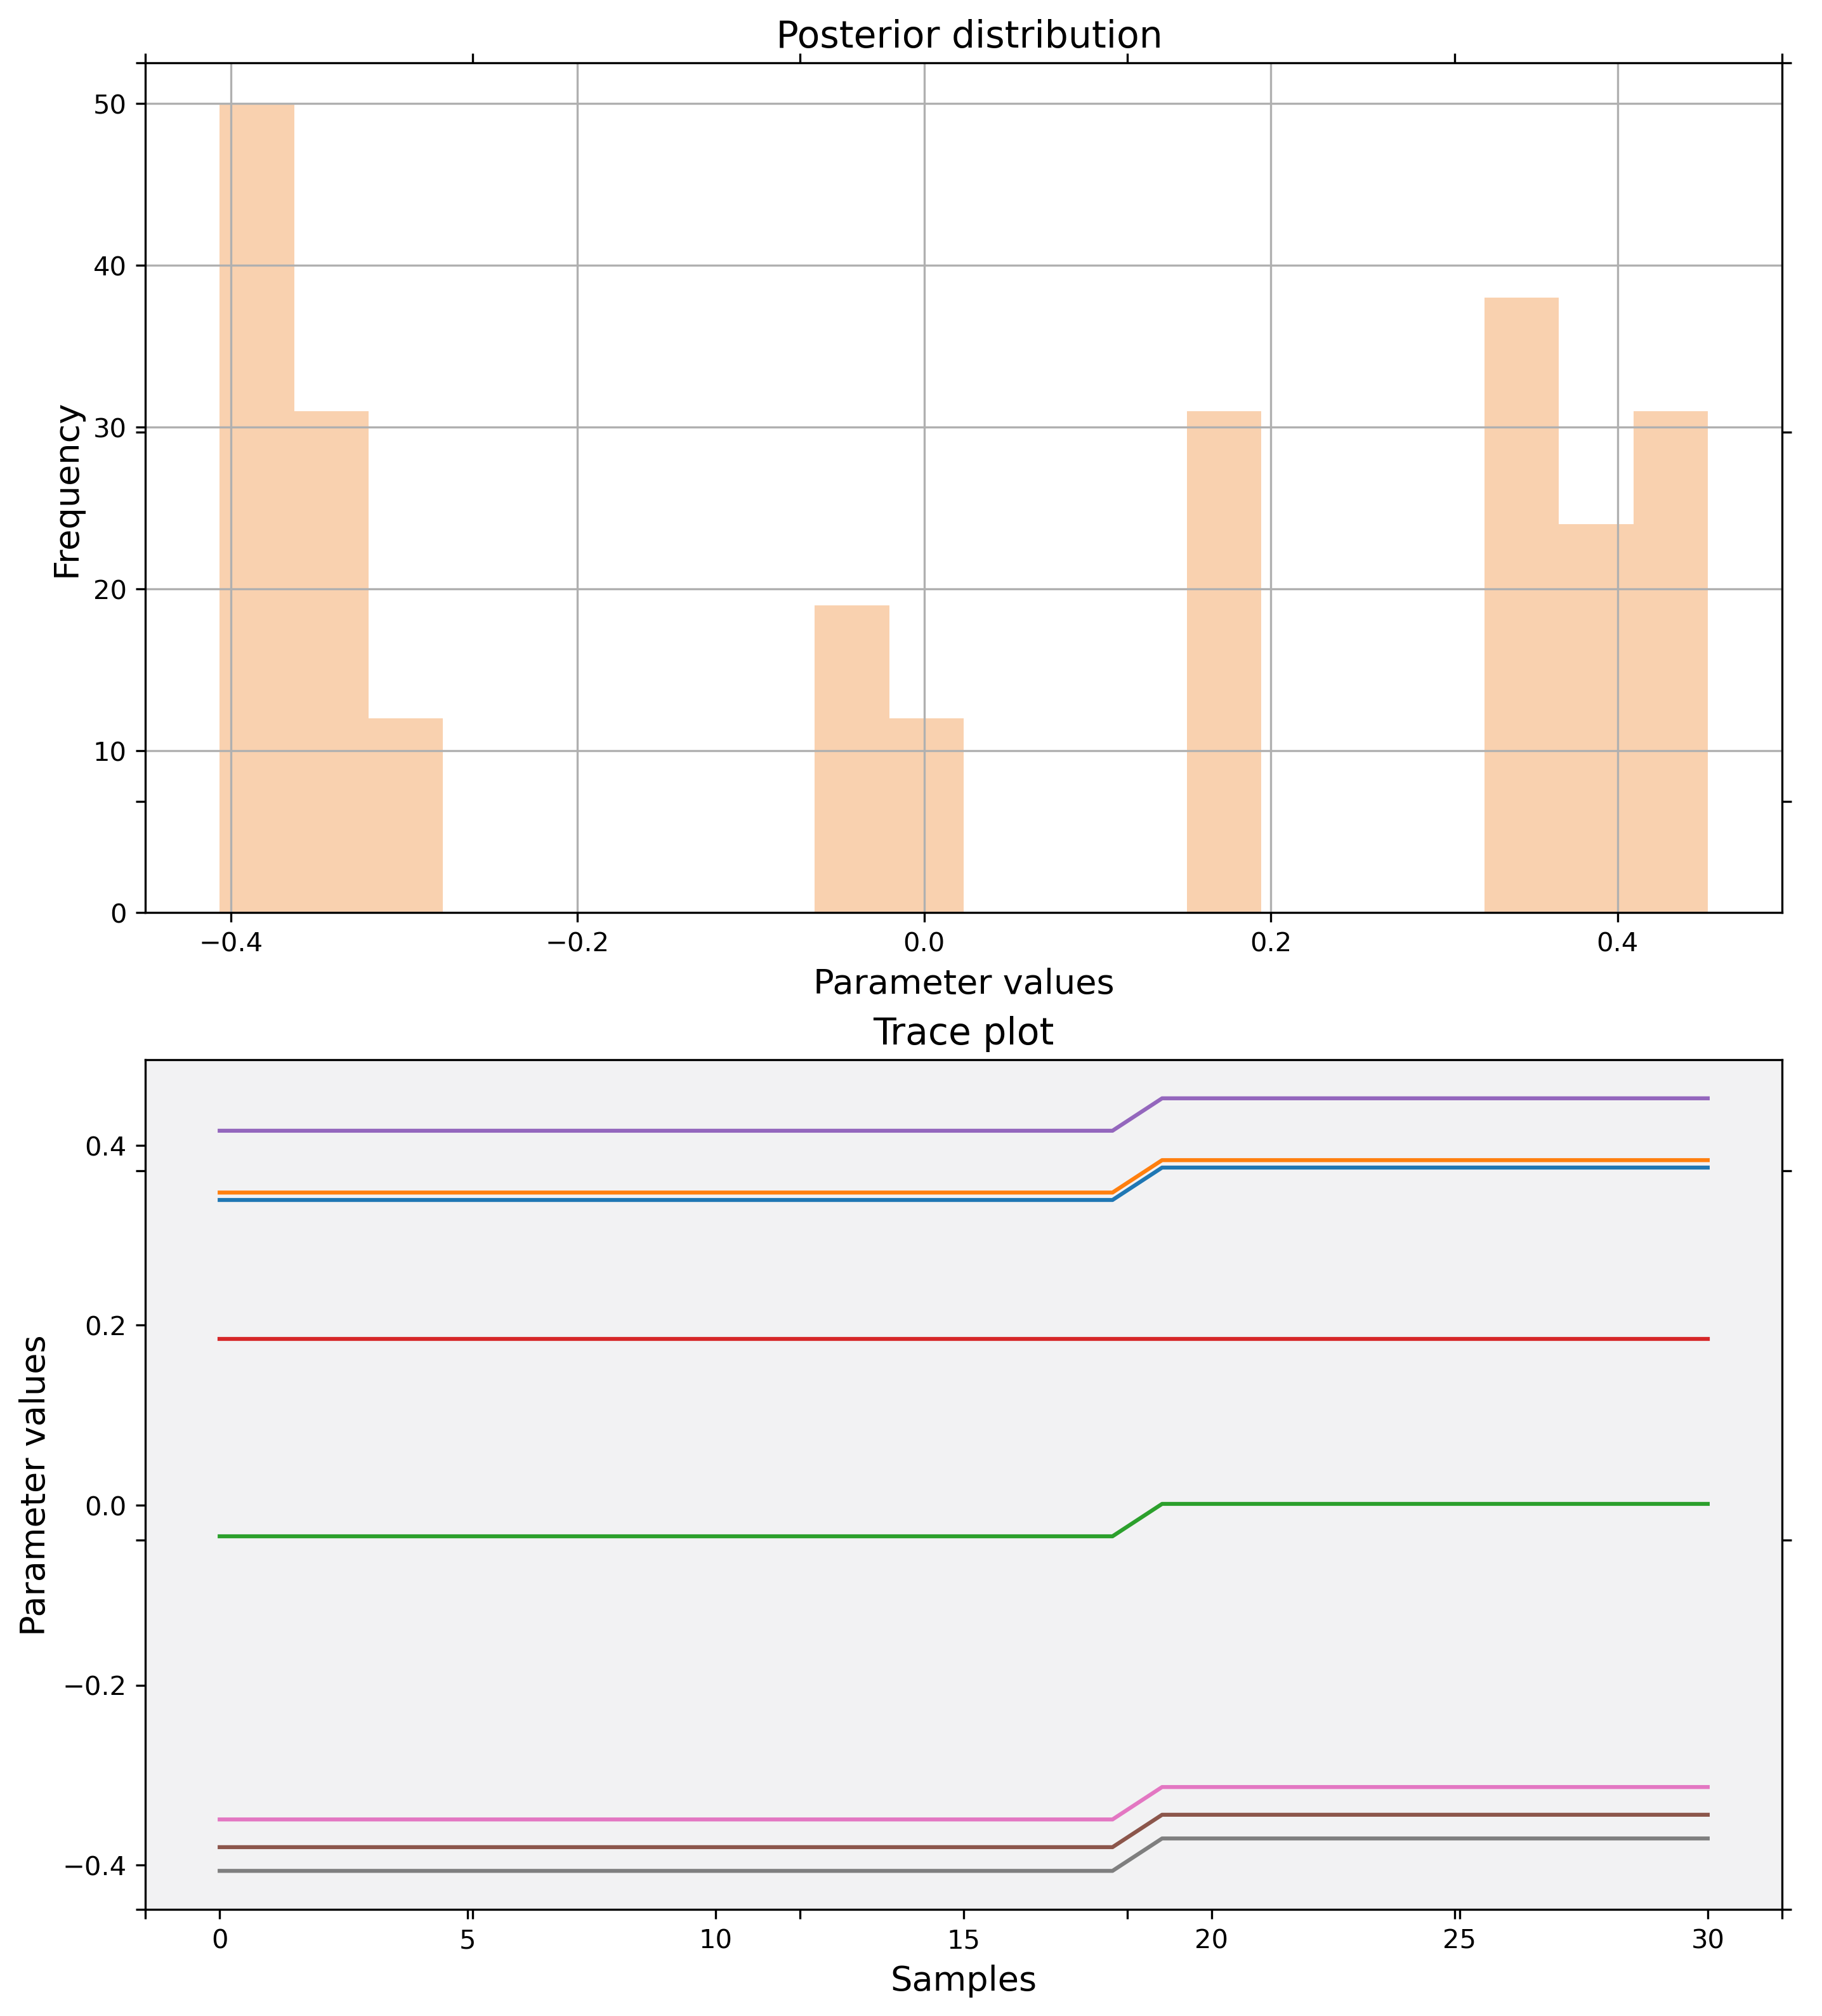 Posterior distribution
50
40
30
20
10
0
Frequency
−0.4 −0.2 0.0 0.2 0.4
Parameter values
Trace plot
0.4
0.2
0.0
−0.2
−0.4
Parameter values
0 5 10 15 20 25 30
Samples